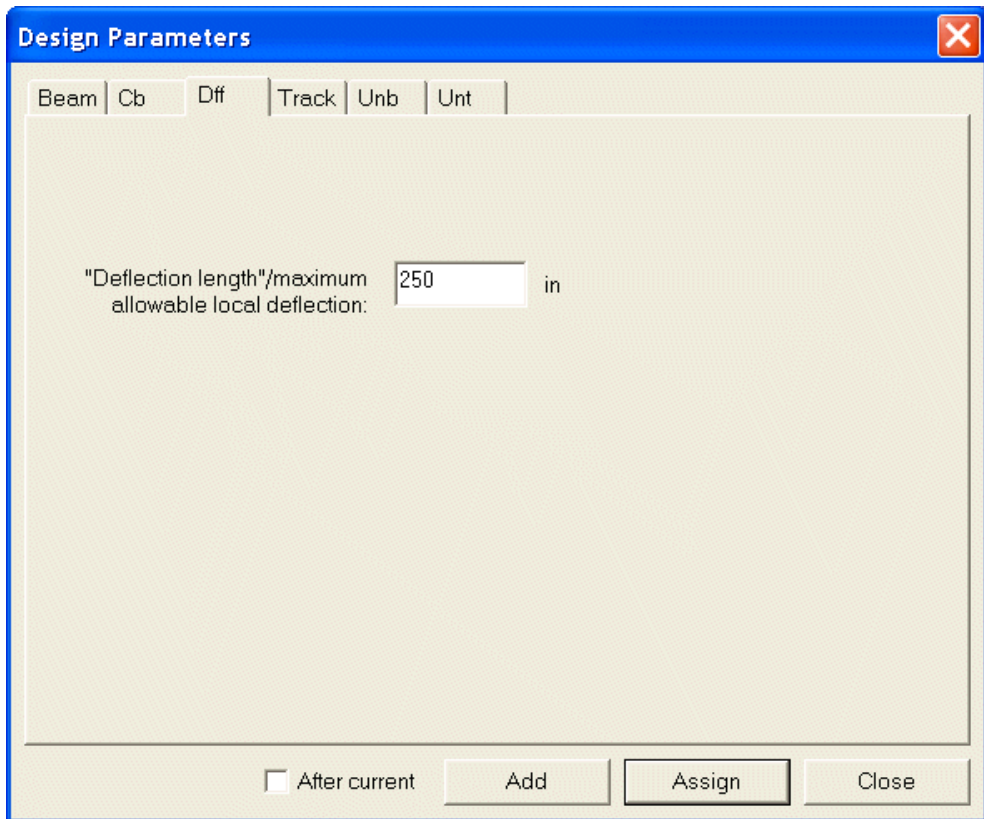 Design Parameters
Beam Cb Dff Track Unb Unt
"Deflection length"/maximum 250 in
allowable local deflection:
After current Add Assign Close